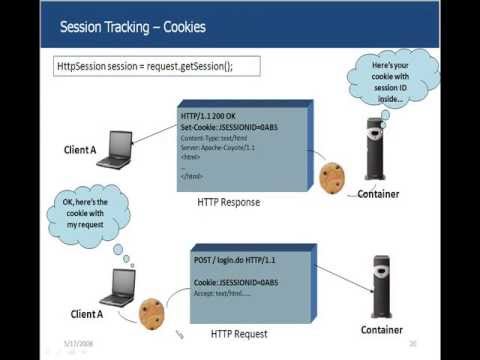 Session Tracking – Cookies
HttpSession session = request.getSession();
Here's your
cookie with
session ID
inside...
HTTP/1.1 200 OK
Set-Cookie: JSESSIONID=0AB5
Content-Type: text/html
Server: Apache-Coyote/1.1
<html>
...
</html>
Client A
Container
HTTP Response
OK, here's the
cookie with
my request
POST / login.do HTTP/1.1
Cookie: JSESSIONID=0AB5
Accept: text/html......
Client A
Container
HTTP Request
5/17/2008
20